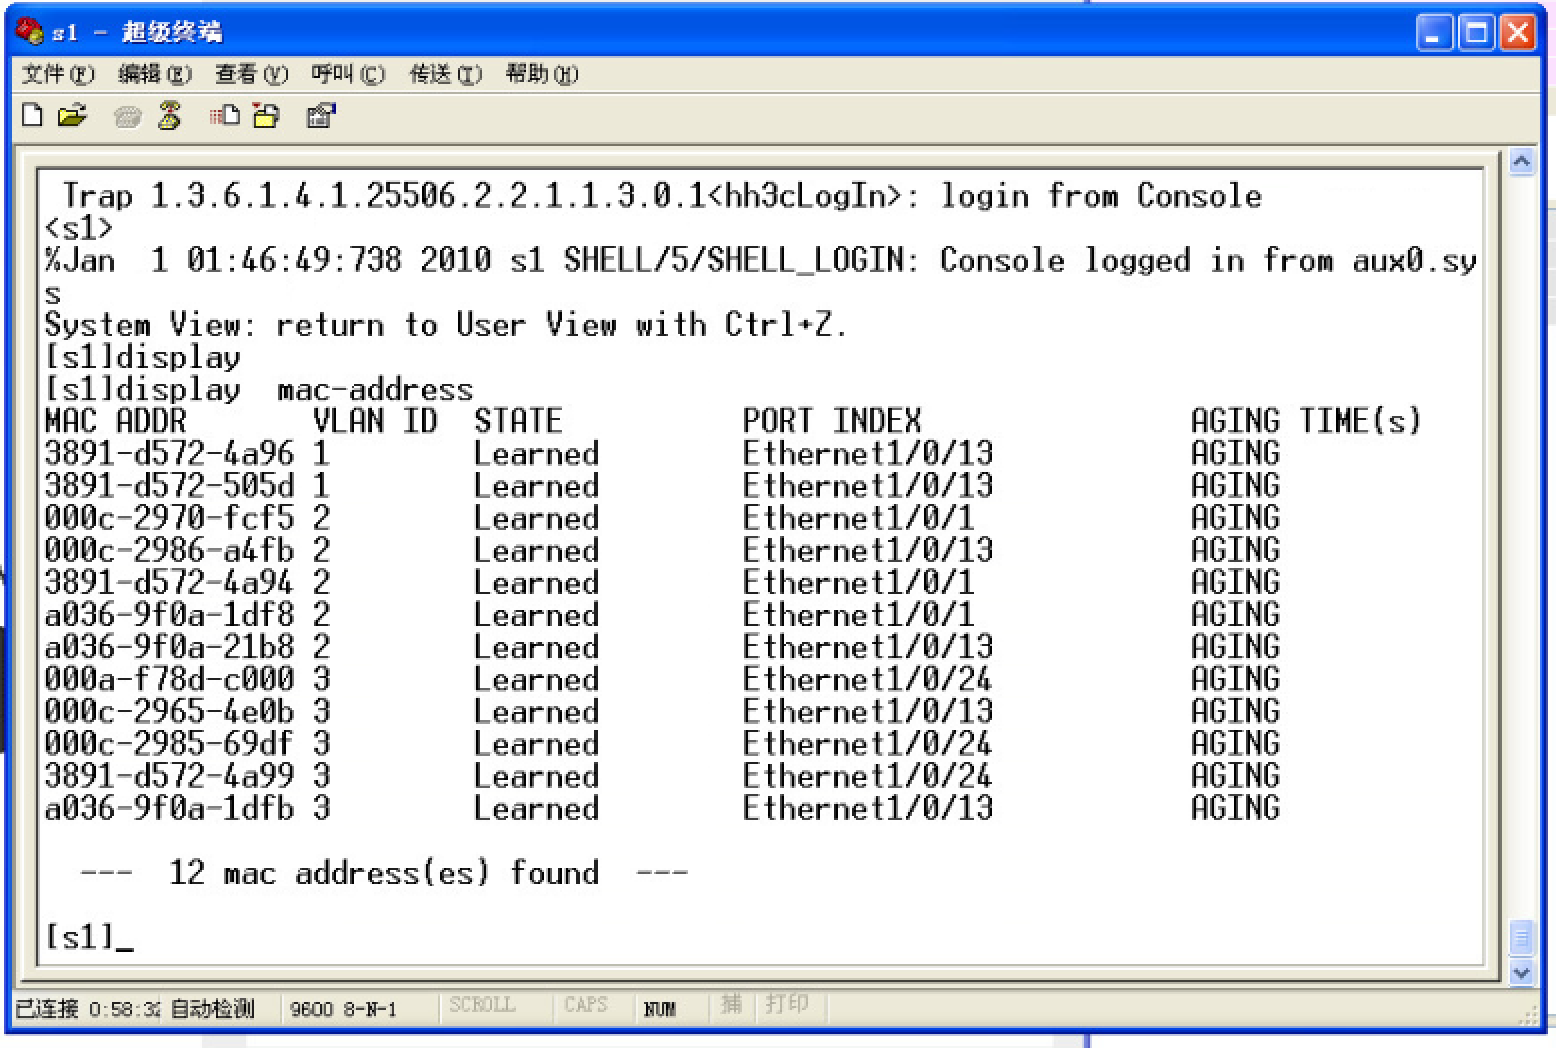 s1 - 超级终端
文件(F) 编辑(E) 查看(V) 呼叫(C) 传送(T) 帮助(H)
Trap 1.3.6.1.4.1.25506.2.2.1.1.3.0.1<hh3cLogIn>: login from Console
<s1>
%Jan  1 01:46:49:738 2010 s1 SHELL/5/SHELL_LOGIN: Console logged in from aux0.sy
s
System View: return to User View with Ctrl+Z.
[s1]display
[s1]display  mac-address
MAC ADDR       VLAN ID  STATE          PORT INDEX               AGING TIME(s)
3891-d572-4a96 1        Learned        Ethernet1/0/13           AGING
3891-d572-505d 1        Learned        Ethernet1/0/13           AGING
000c-2970-fcf5 2        Learned        Ethernet1/0/1            AGING
000c-2986-a4fb 2        Learned        Ethernet1/0/13           AGING
3891-d572-4a94 2        Learned        Ethernet1/0/1            AGING
a036-9f0a-1df8 2        Learned        Ethernet1/0/1            AGING
a036-9f0a-21b8 2        Learned        Ethernet1/0/13           AGING
000a-f78d-c000 3        Learned        Ethernet1/0/24           AGING
000c-2965-4e0b 3        Learned        Ethernet1/0/13           AGING
000c-2985-69df 3        Learned        Ethernet1/0/24           AGING
3891-d572-4a99 3        Learned        Ethernet1/0/24           AGING
a036-9f0a-1dfb 3        Learned        Ethernet1/0/13           AGING
---  12 mac address(es) found  ---
[s1]_
已连接 0:58:32 自动检测 9600 8-N-1 SCROLL CAPS NUM 捕 打印